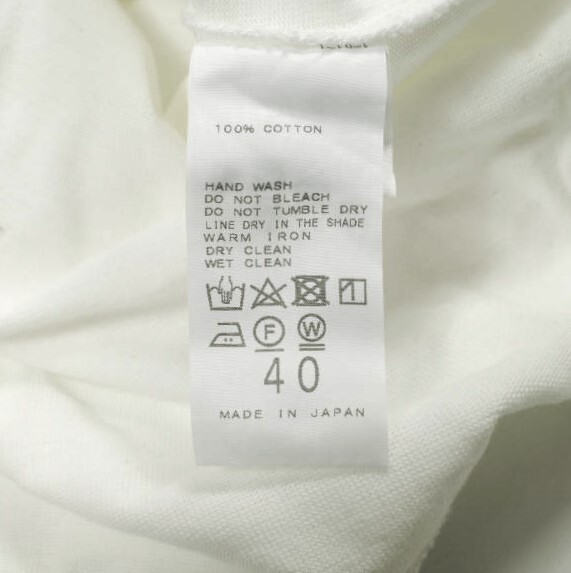 100% COTTON
HAND WASH
DO NOT BLEACH
DO NOT TUMBLE DRY
LINE DRY IN THE SHADE
WARM IRON
DRY CLEAN
WET CLEAN
F W
40
MADE IN JAPAN